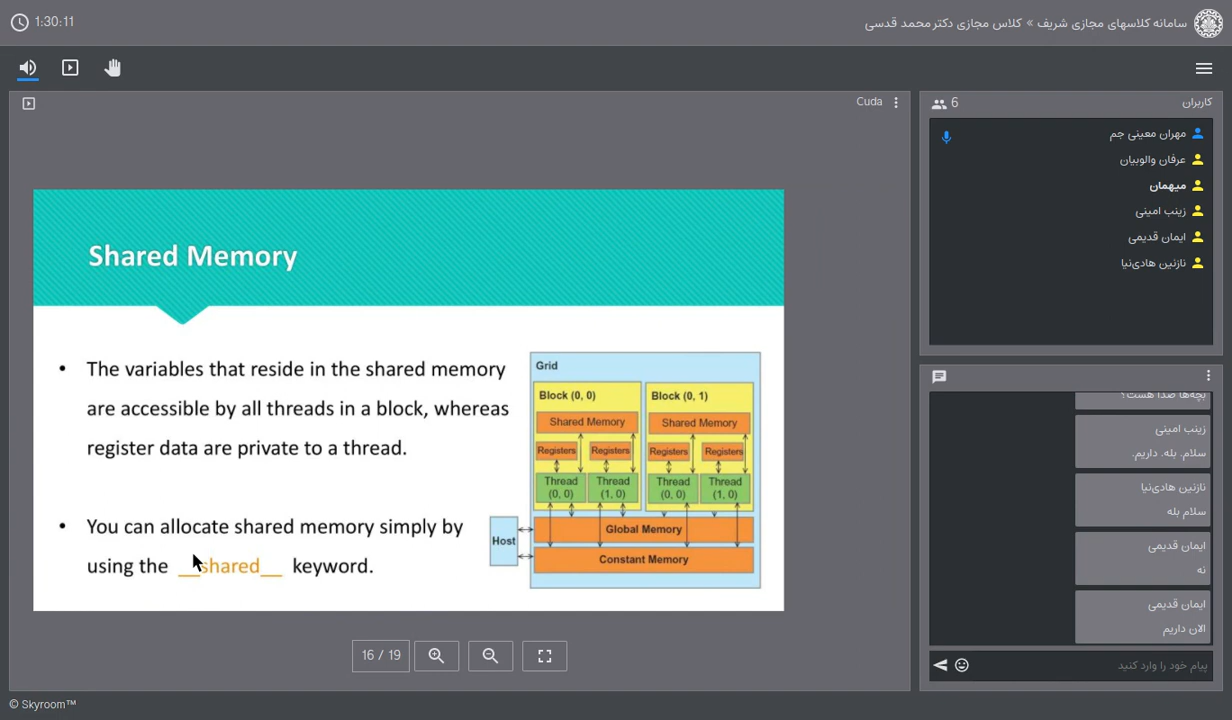 1:30:11
سامانه کلاسهای مجازی شریف » کلاس مجازی دکتر محمد قدسی
Cuda
Shared Memory
• The variables that reside in the shared memory
are accessible by all threads in a block, whereas
register data are private to a thread.
• You can allocate shared memory simply by
using the __shared__ keyword.
Grid
Block (0, 0)
Block (0, 1)
Shared Memory
Shared Memory
Registers
Registers
Registers
Registers
Thread
(0, 0)
Thread
(1, 0)
Thread
(0, 0)
Thread
(1, 0)
Host
Global Memory
Constant Memory
16 / 19
کاربران
6
مهران معینی جم
عرفان والوبیان
میهمان
زینب امینی
ایمان قدیمی
نازنین هادی‌نیا
بچه‌ها صدا هست؟
زینب امینی
سلام. بله. داریم.
نازنین هادی‌نیا
سلام بله
ایمان قدیمی
نه
ایمان قدیمی
الان داریم
پیام خود را وارد کنید
© Skyroom™